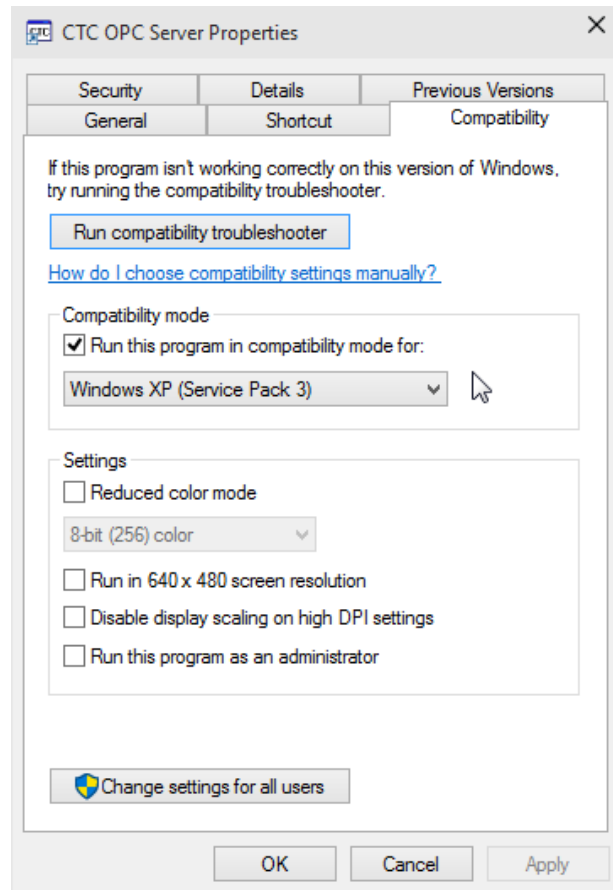 CTC OPC Server Properties
Security Details Previous Versions
General Shortcut Compatibility
If this program isn't working correctly on this version of Windows,
try running the compatibility troubleshooter.
Run compatibility troubleshooter
How do I choose compatibility settings manually?
Compatibility mode
Run this program in compatibility mode for:
Windows XP (Service Pack 3)
Settings
Reduced color mode
8-bit (256) color
Run in 640 x 480 screen resolution
Disable display scaling on high DPI settings
Run this program as an administrator
Change settings for all users
OK Cancel Apply